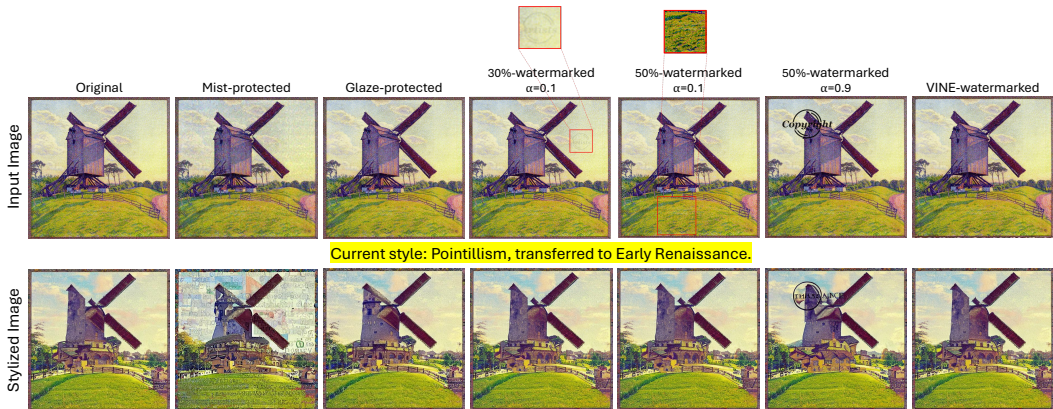 30%-watermarked
α=0.1
50%-watermarked
α=0.1
50%-watermarked
α=0.9
Original
Mist-protected
Glaze-protected
VINE-watermarked
Input Image
Copyright
Current style: Pointillism, transferred to Early Renaissance.
Stylized Image